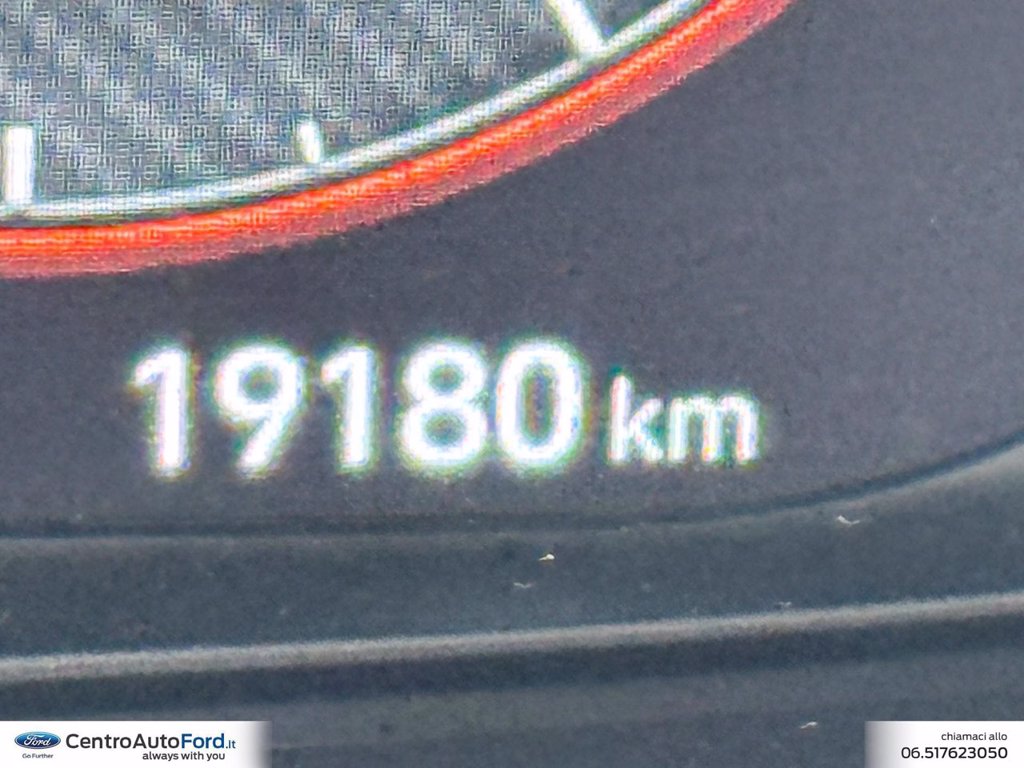 19180 km
Ford
Go Further
CentroAutoFord.it
always with you
chiamaci allo
06.517623050